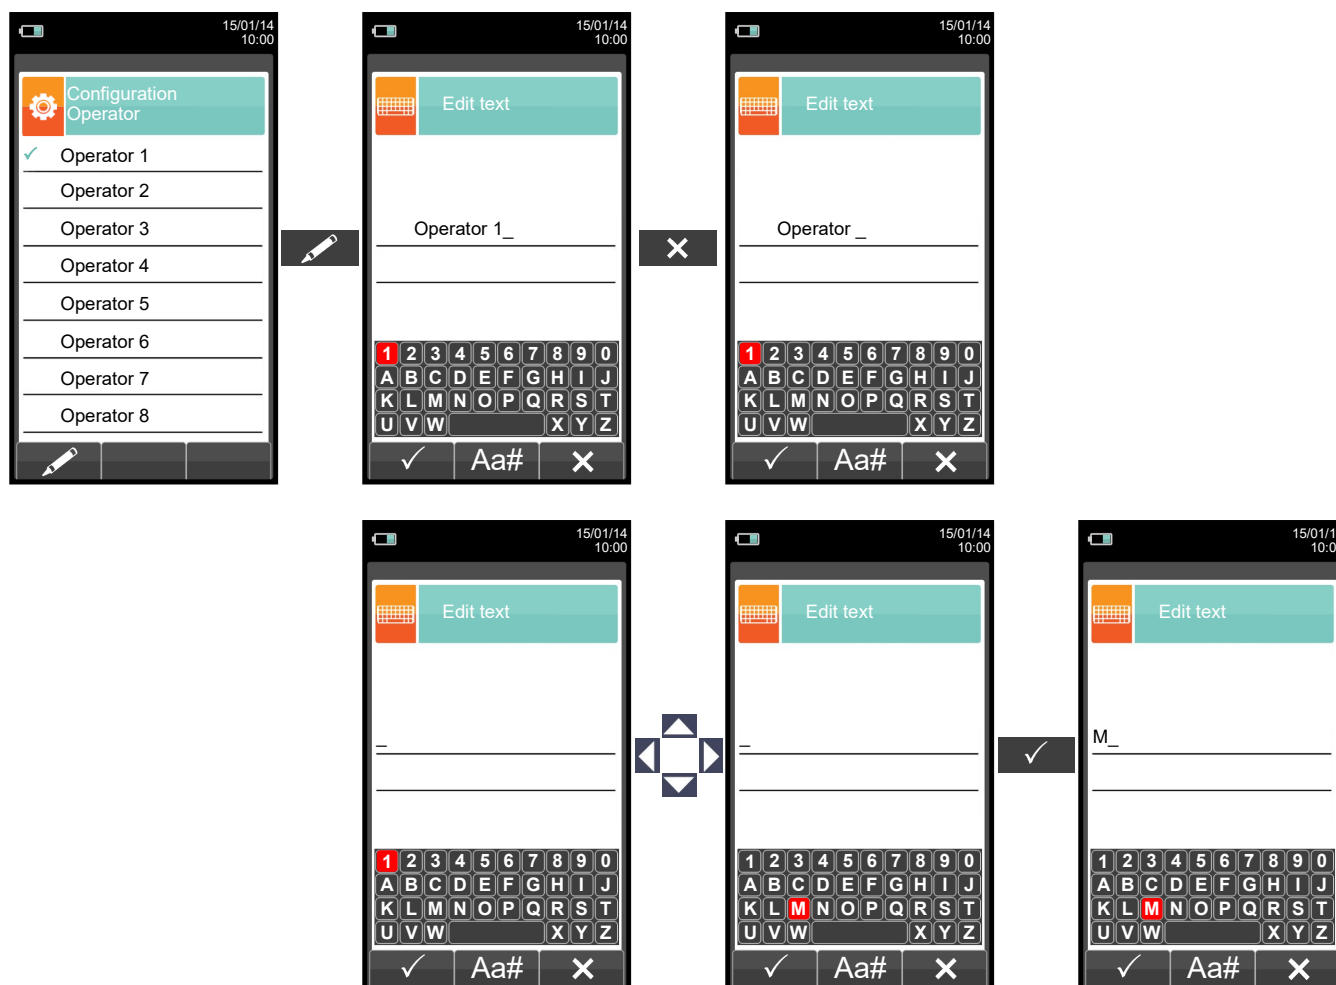 15/01/14
10:00
Configuration
Operator
✓ Operator 1
Operator 2
Operator 3
Operator 4
Operator 5
Operator 6
Operator 7
Operator 8
15/01/14
10:00
Edit text
Operator 1_
1 2 3 4 5 6 7 8 9 0
A B C D E F G H I J
K L M N O P Q R S T
U V W X Y Z
✓ Aa# ✕
15/01/14
10:00
Edit text
Operator _
1 2 3 4 5 6 7 8 9 0
A B C D E F G H I J
K L M N O P Q R S T
U V W X Y Z
✓ Aa# ✕
15/01/14
10:00
Edit text
_
1 2 3 4 5 6 7 8 9 0
A B C D E F G H I J
K L M N O P Q R S T
U V W X Y Z
✓ Aa# ✕
15/01/14
10:00
Edit text
_
1 2 3 4 5 6 7 8 9 0
A B C D E F G H I J
K L M N O P Q R S T
U V W X Y Z
✓ Aa# ✕
15/01/1
10:0
Edit text
M_
1 2 3 4 5 6 7 8 9 0
A B C D E F G H I J
K L M N O P Q R S T
U V W X Y Z
✓ Aa# ✕